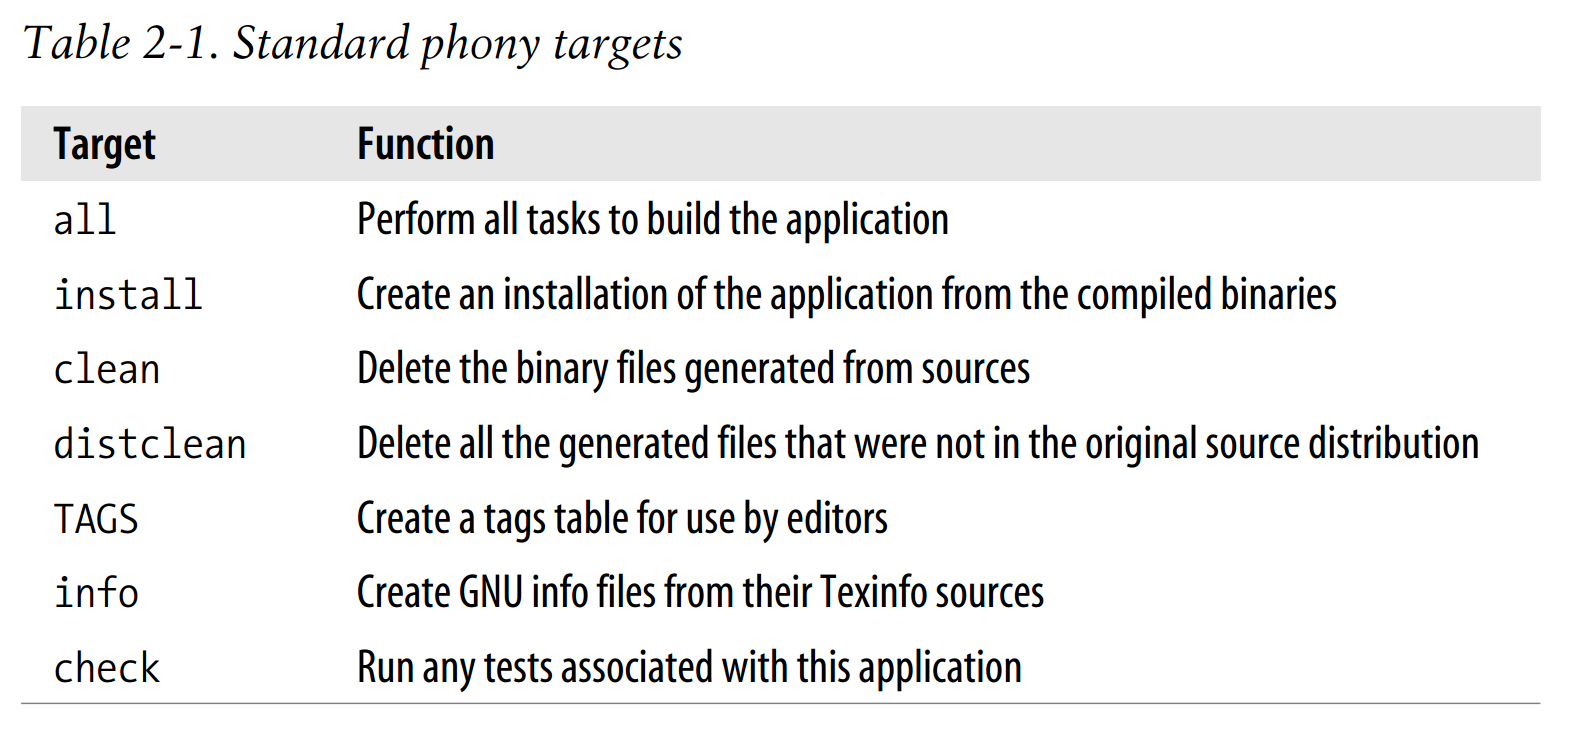 Table 2-1. Standard phony targets
Target Function
all Perform all tasks to build the application
install Create an installation of the application from the compiled binaries
clean Delete the binary files generated from sources
distclean Delete all the generated files that were not in the original source distribution
TAGS Create a tags table for use by editors
info Create GNU info files from their Texinfo sources
check Run any tests associated with this application